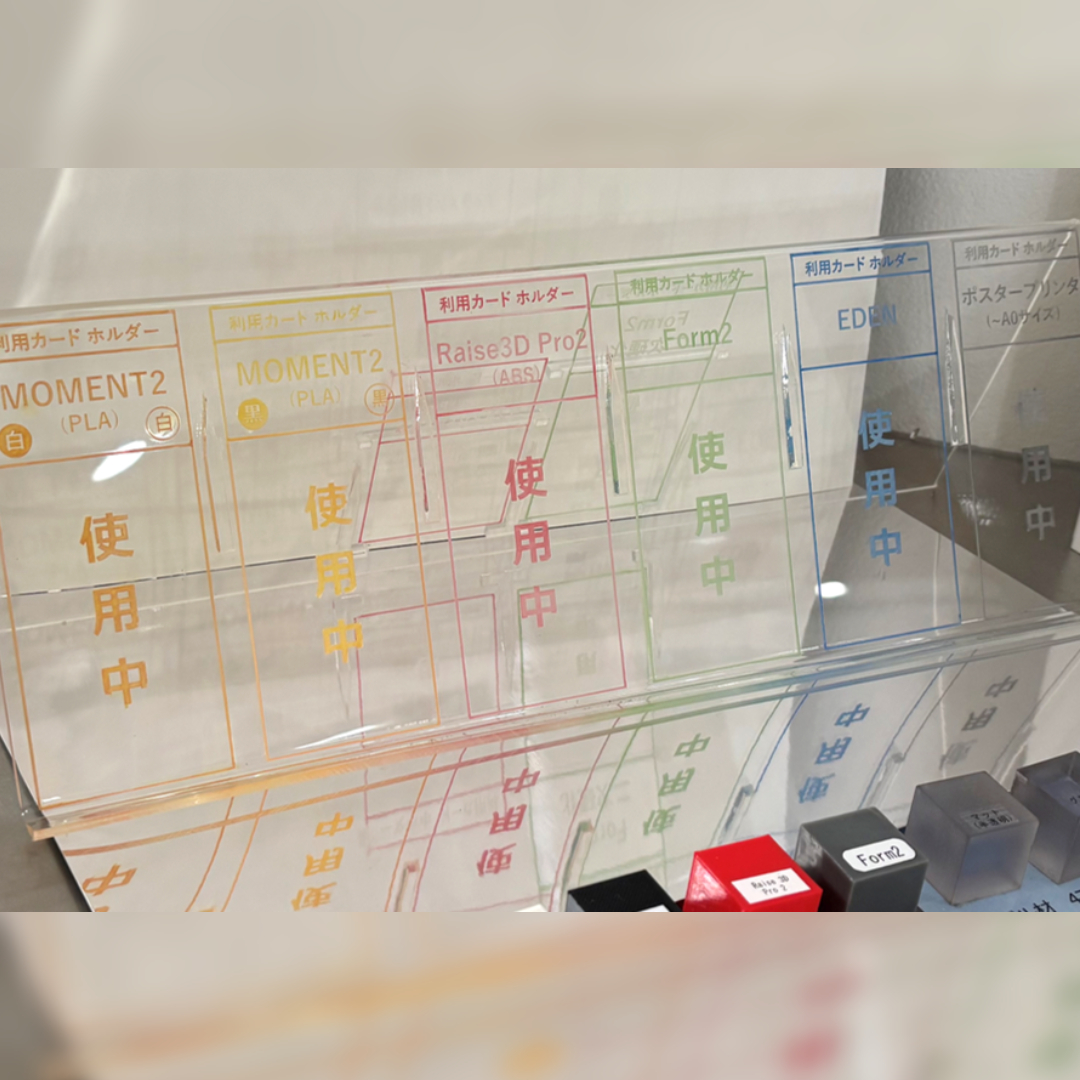 利用カード ホルダー
MOMENT2
(PLA)
白 白
使用中
利用カード ホルダー
MOMENT2
(PLA)
黒 黒
使用中
利用カード ホルダー
Raise3D Pro2
(ABS)
使用中
利用カード ホルダー
Form2
使用中
利用カード ホルダー
EDEN
使用中
利用カード ホルダー
ポスタープリンタ
(~A0サイズ)
使用中
Raise 3D
Pro 2
Form2